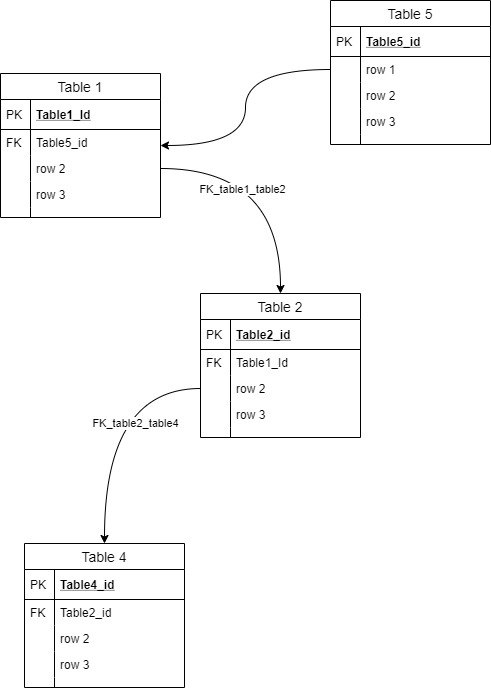 Table 5
PK Table5_id
row 1
row 2
row 3
Table 1
PK Table1_Id
FK Table5_id
row 2
row 3
FK_table1_table2
Table 2
PK Table2_id
FK Table1_Id
row 2
row 3
FK_table2_table4
Table 4
PK Table4_id
FK Table2_id
row 2
row 3